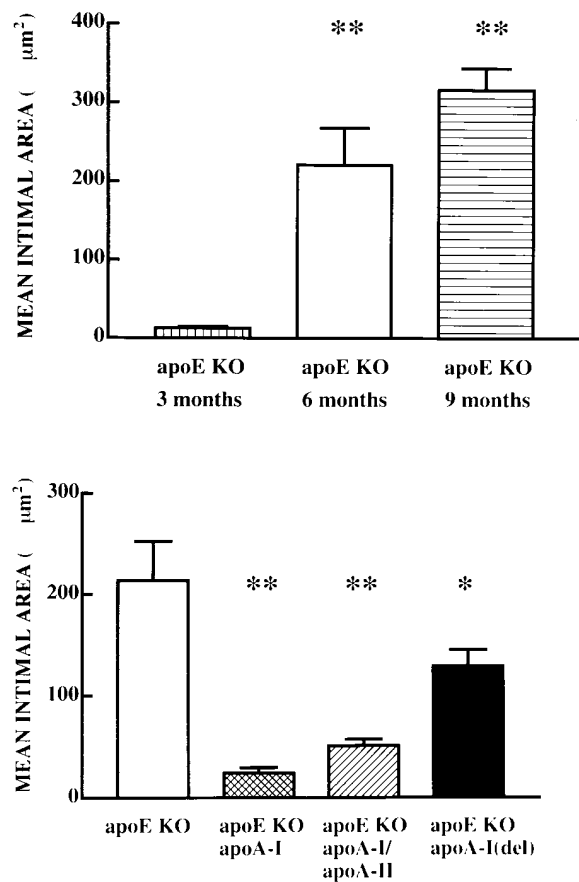 400
**
**
MEAN INTIMAL AREA ( μm²)
300
200
100
0
apoE KO
apoE KO
apoE KO
3 months
6 months
9 months
300
MEAN INTIMAL AREA ( μm²)
**
**
*
200
100
0
apoE KO
apoE KO
apoE KO
apoE KO
apoA-I
apoA-I/
apoA-I(del)
apoA-II